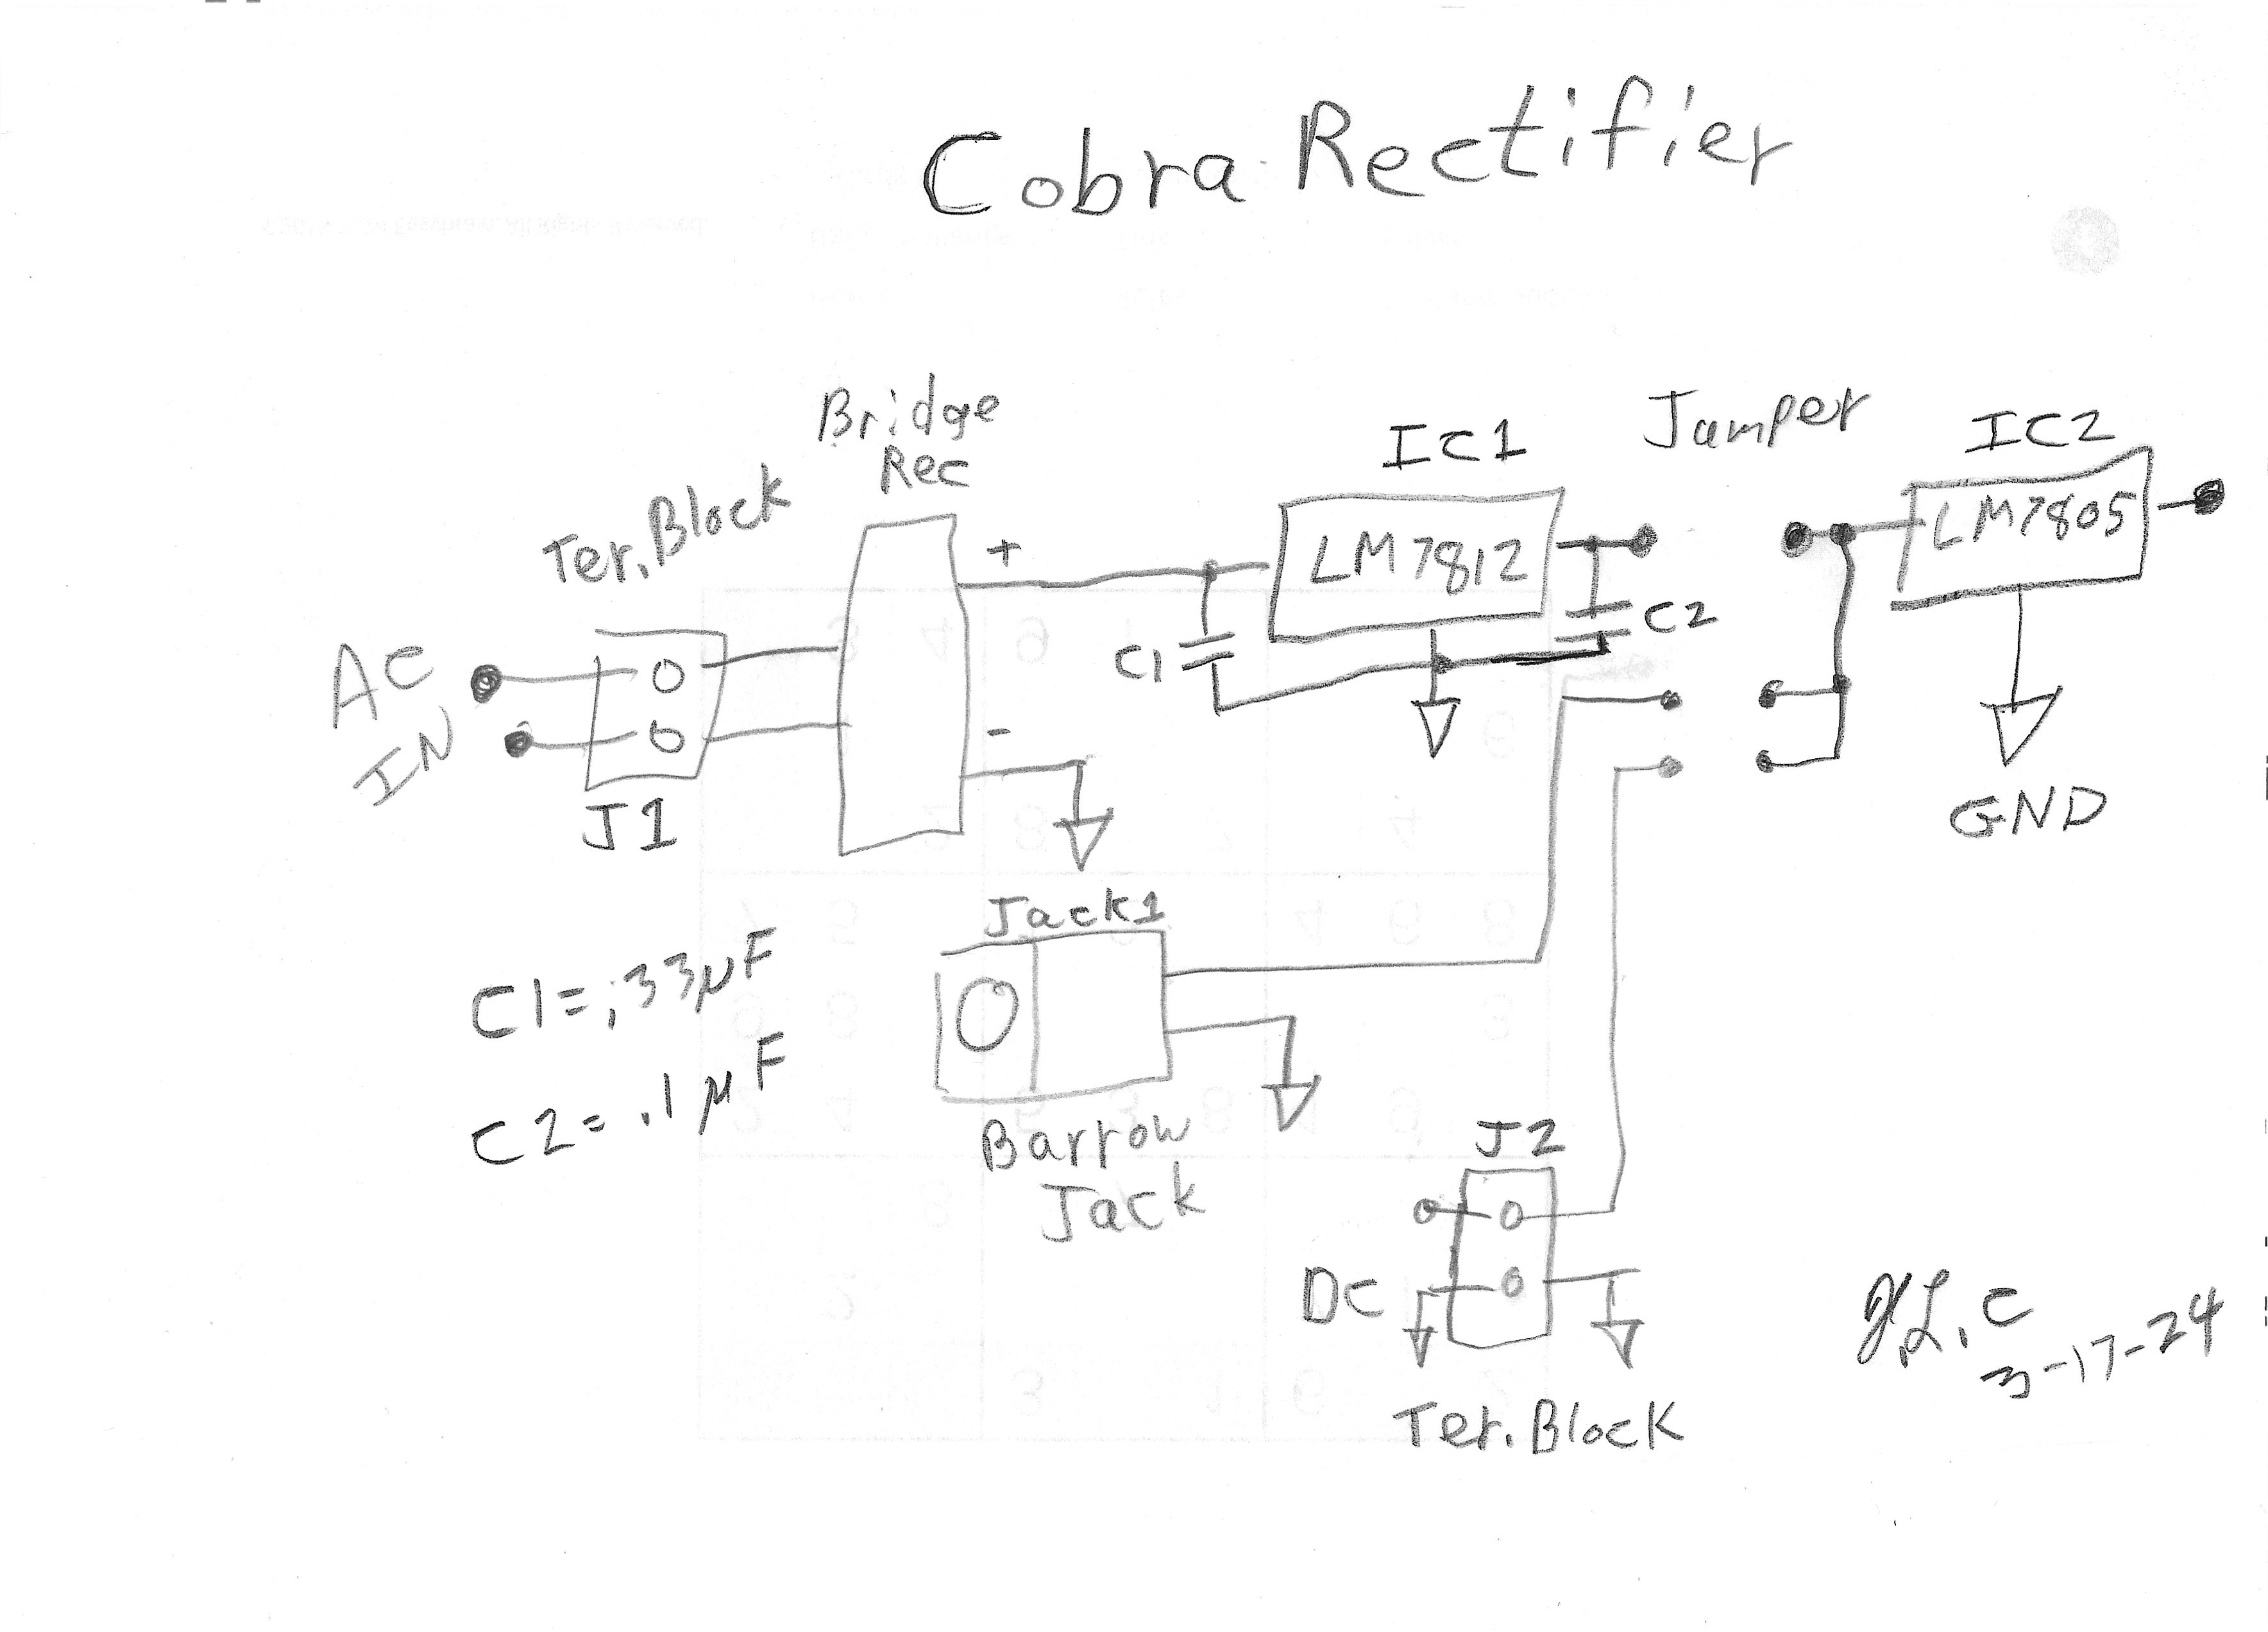 Cobra Rectifier
Bridge
Rec
Ter. Block
AC
IN
J1
+
-
IC1
LM7812
C1
C2
Jumper
IC2
LM7805
GND
Jack1
Barrow
Jack
C1=.33µF
C2=.1µF
J2
DC
Ter. Block
3-17-24